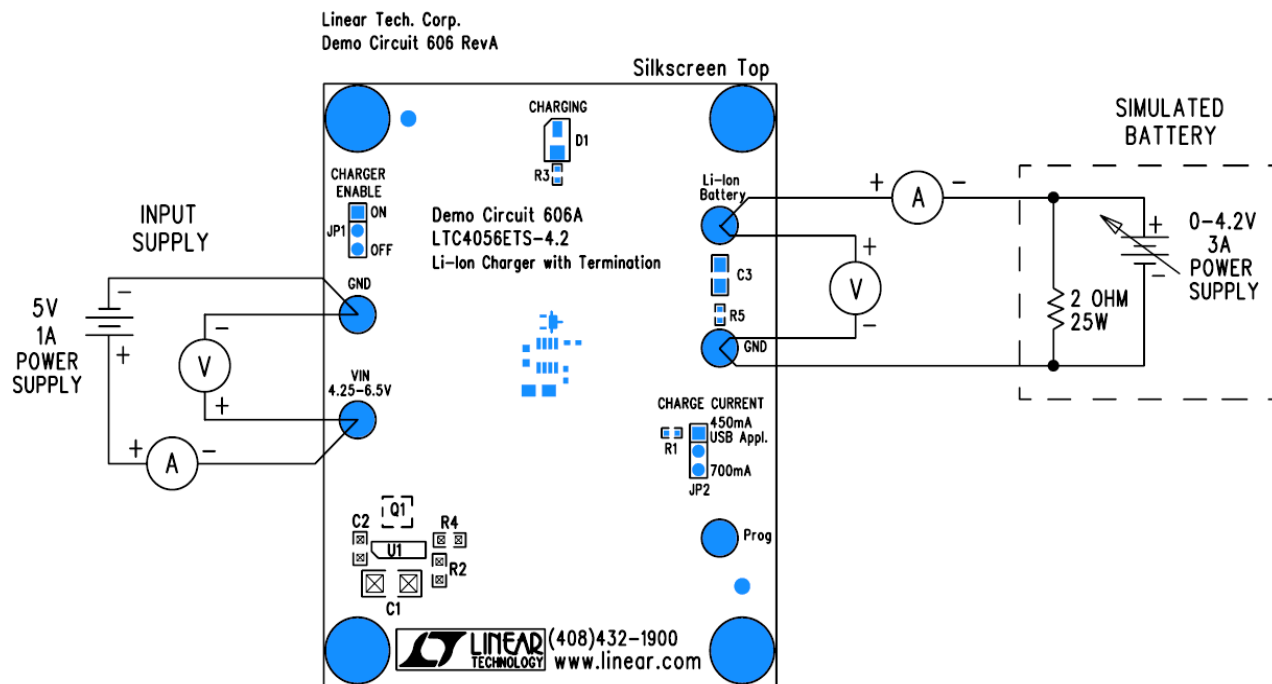 Linear Tech. Corp.
Demo Circuit 606 RevA
Silkscreen Top
SIMULATED
BATTERY
CHARGING
D1
R3
CHARGER
ENABLE
ON
JP1
OFF
INPUT
SUPPLY
Demo Circuit 606A
LTC4056ETS-4.2
Li-Ion Charger with Termination
Li-Ion
Battery
+ A -
+
0-4.2V
3A
POWER
SUPPLY
-
C3
+
V
-
R5
GND
2 OHM
25W
GND
-
5V
1A
POWER
SUPPLY
+
-
V
+
VIN
4.25-6.5V
+ A -
CHARGE CURRENT
450mA
USB Appl.
R1
700mA
JP2
Prog
Q1
C2
R4
U1
R2
C1
LT LINEAR
TECHNOLOGY
(408)432-1900
www.linear.com